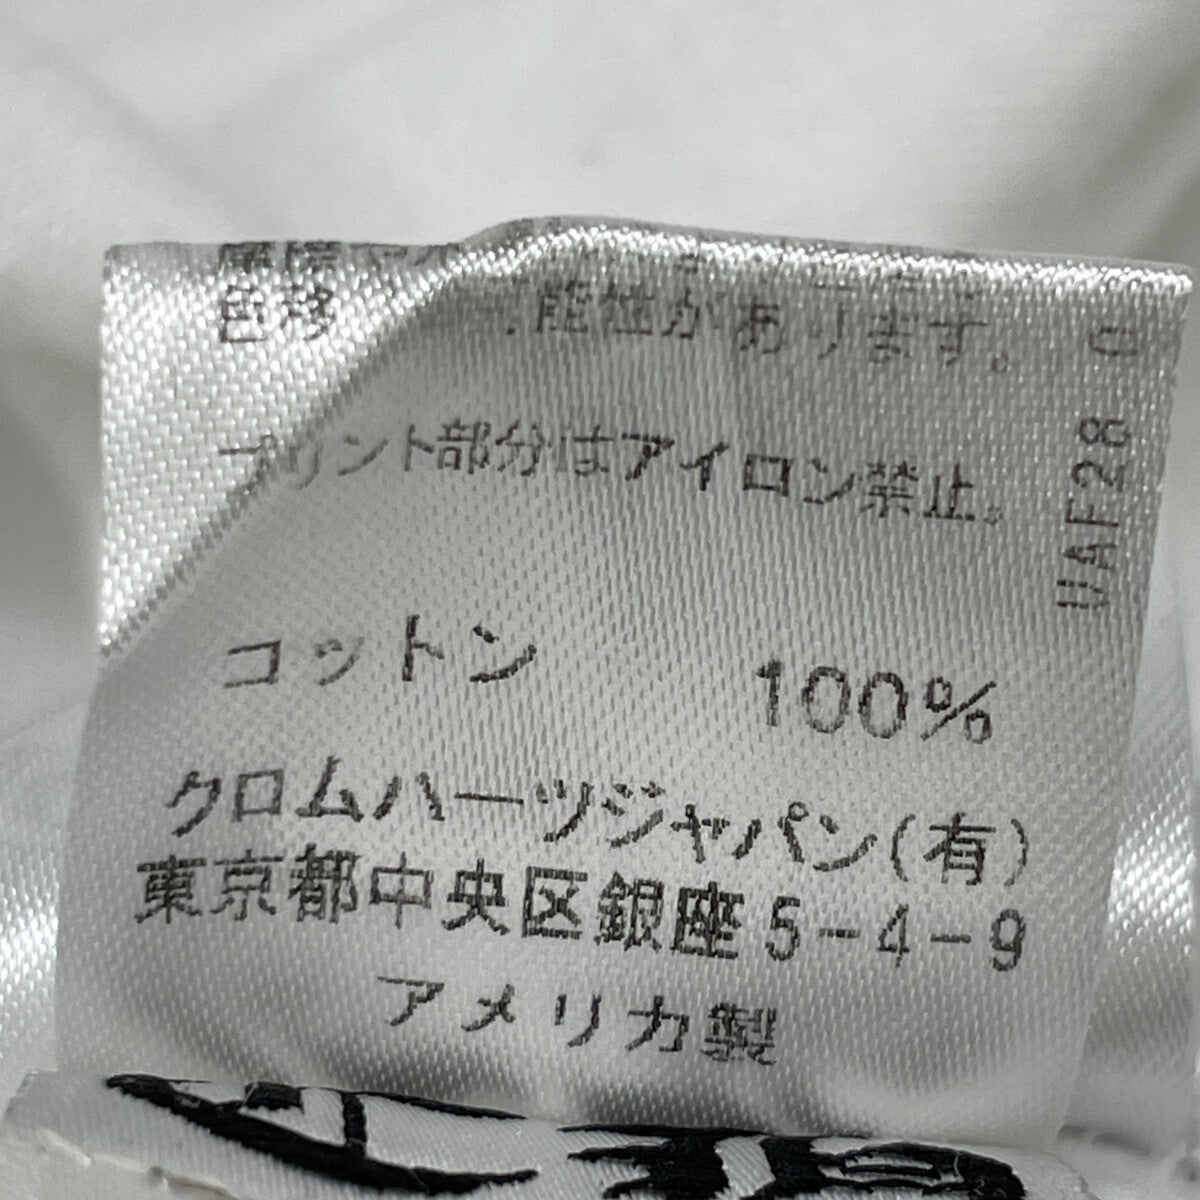 色移 能性があります。
プリント部分はアイロン禁止。
コットン 100%
クロムハーツジャパン(有)
東京都中央区銀座5-4-9
アメリカ製
UAF28